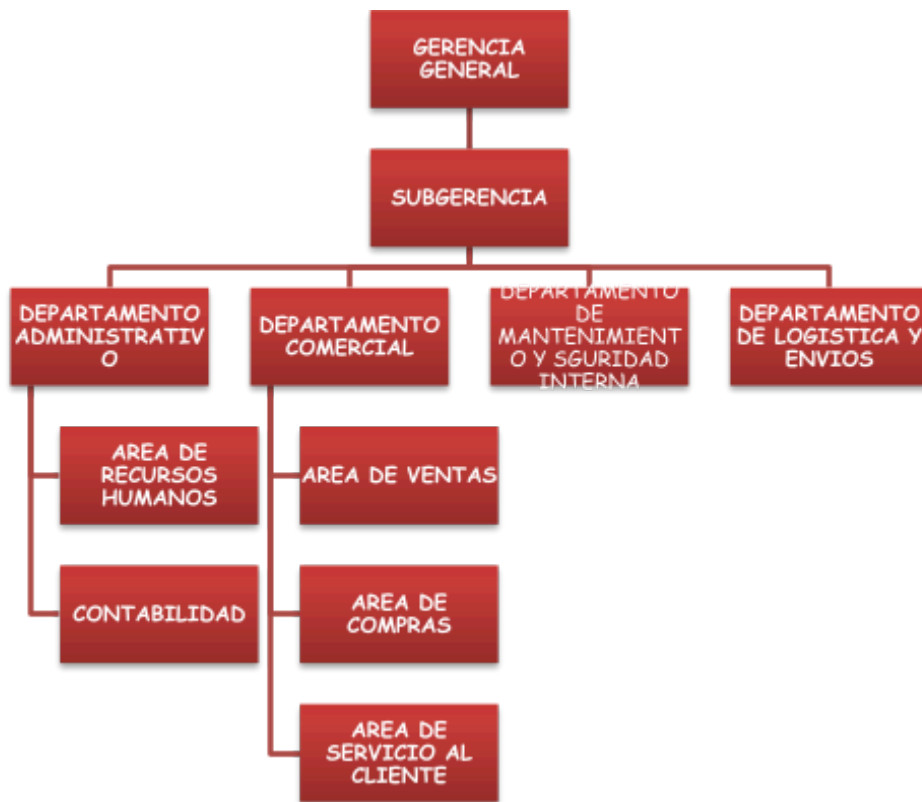 GERENCIA
GENERAL
SUBGERENCIA
DEPARTAMENTO
ADMINISTRATIV
O
DEPARTAMENTO
COMERCIAL
DEPARTAMENTO
DE
MANTENIMIENT
O Y SGURIDAD
INTERNA
DEPARTAMENTO
DE LOGISTICA Y
ENVIOS
AREA DE
RECURSOS
HUMANOS
AREA DE VENTAS
CONTABILIDAD
AREA DE
COMPRAS
AREA DE
SERVICIO AL
CLIENTE